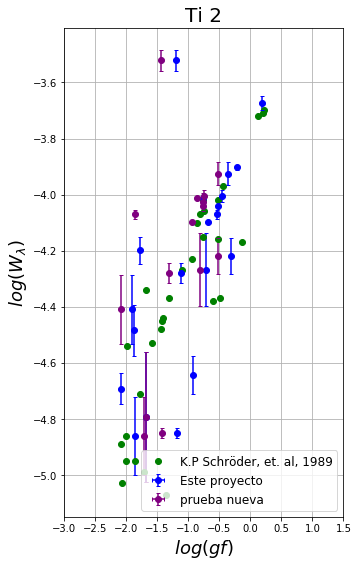 Ti 2
log(W_λ)
−3.6
−3.8
−4.0
−4.2
−4.4
−4.6
−4.8
−5.0
K.P Schröder, et. al, 1989
Este proyecto
prueba nueva
−3.0 −2.5 −2.0 −1.5 −1.0 −0.5 0.0 0.5 1.0 1.5
log(gf)